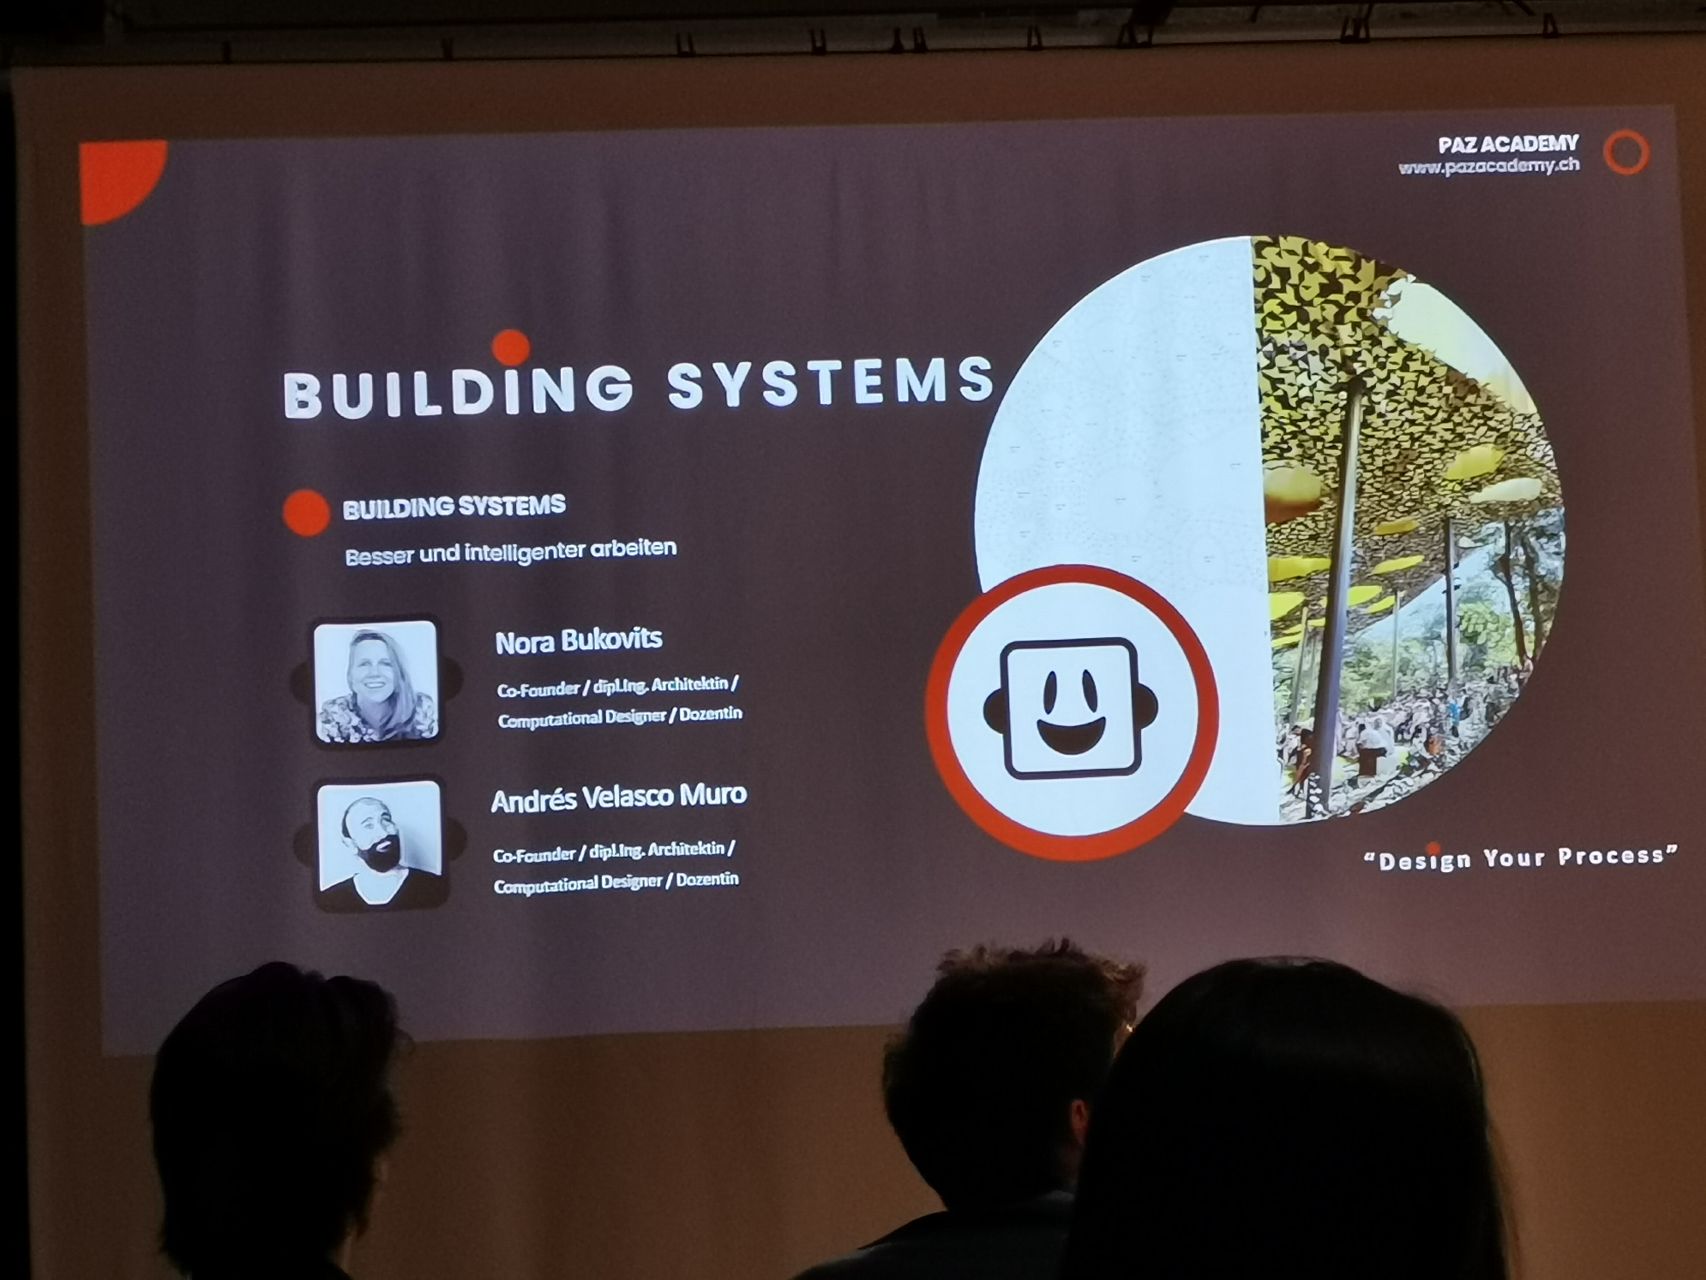 PAZ ACADEMY
www.pazacademy.ch
BUILDING SYSTEMS
BUILDING SYSTEMS
Besser und intelligenter arbeiten
Nora Bukovits
Co-Founder / dipl.Ing. Architektin /
Computational Designer / Dozentin
Andrés Velasco Muro
Co-Founder / dipl.Ing. Architektin /
Computational Designer / Dozentin
“Design Your Process”